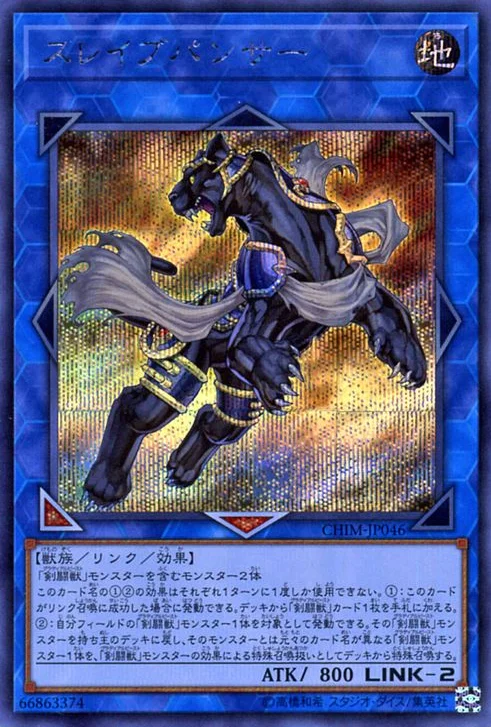 スレイブパンサー
地
CHIM-JP046
【獣族／リンク／効果】
「剣闘獣」モンスターを含むモンスター2体
このカード名の①②の効果はそれぞれ1ターンに1度しか使用できない。①：このカード
がリンク召喚に成功した場合に発動できる。デッキから「剣闘獣」カード1枚を手札に加える。
②：自分フィールドの「剣闘獣」モンスター1体を対象として発動できる。その「剣闘獣」モン
スターを持ち主のデッキに戻し、そのモンスターとは元々のカード名が異なる「剣闘獣」モンスタ
ー1体を、「剣闘獣」モンスターの効果による特殊召喚扱いとしてデッキから特殊召喚する。
ATK/ 800 LINK-2
66863374
©高橋和希 スタジオ・ダイス/集英社